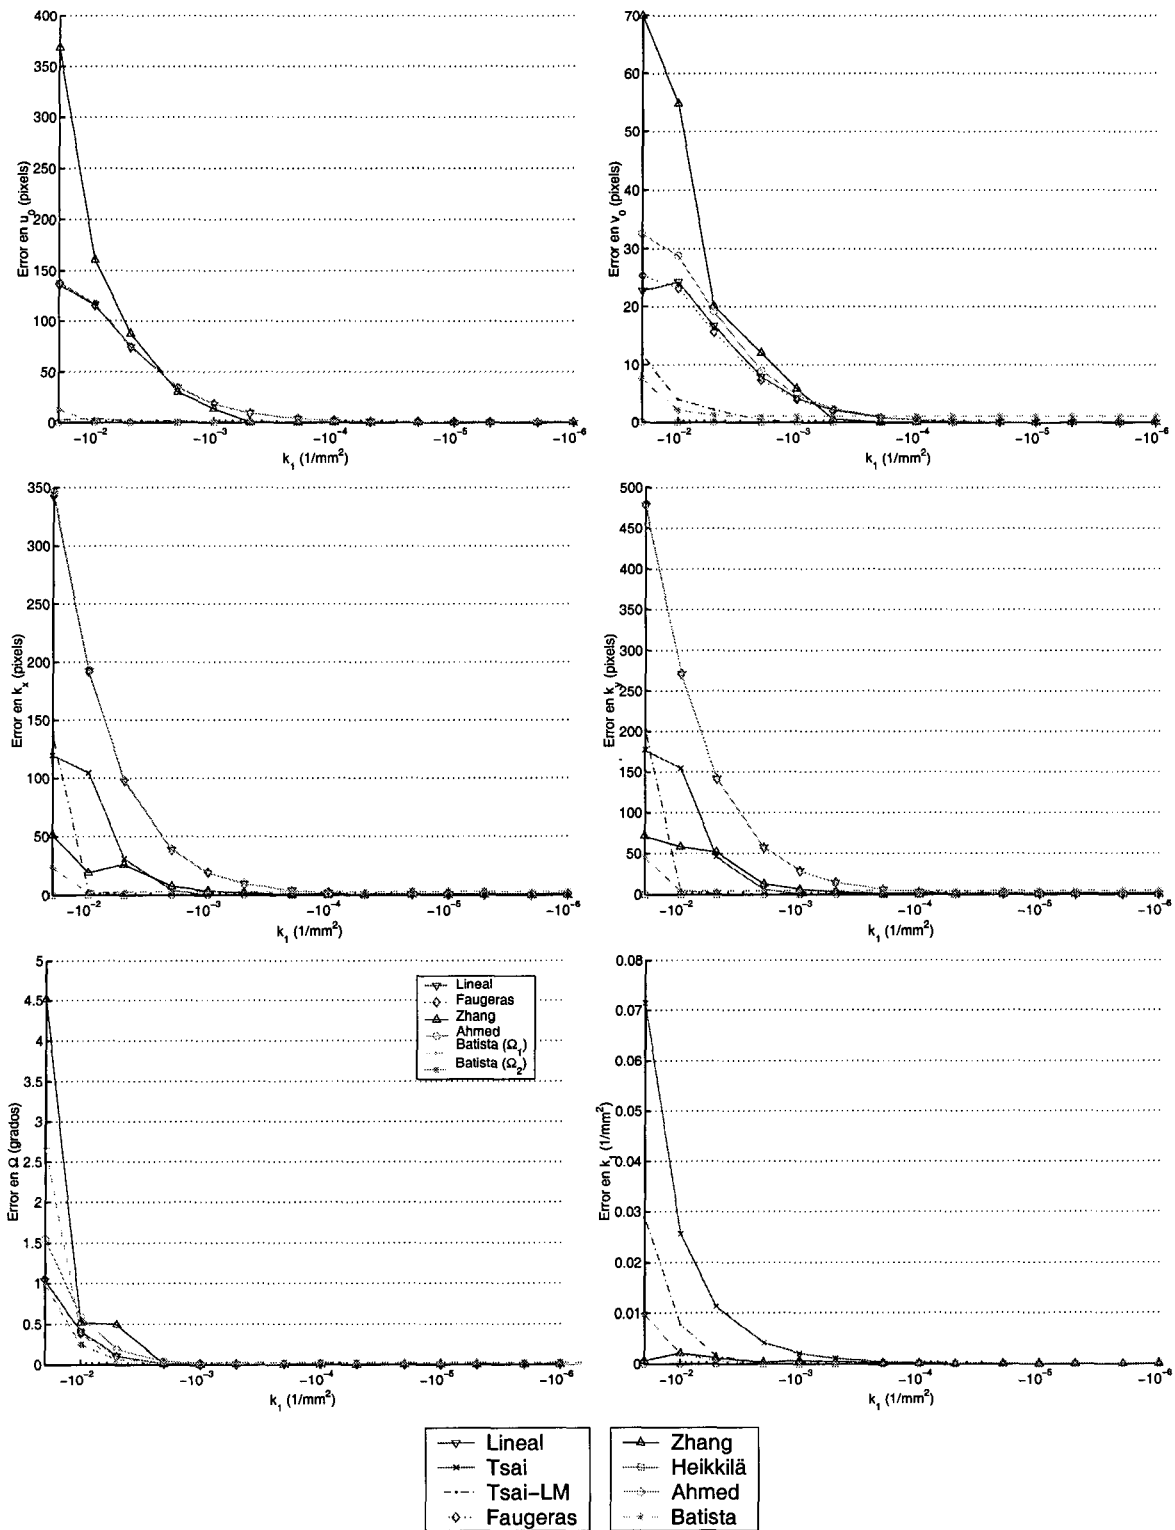 400
350
300
250
200
150
100
50
0
Error en u₀ (pixels)
−10⁻² −10⁻³ −10⁻⁴ −10⁻⁵ −10⁻⁶
k₁ (1/mm²)
70
60
50
40
30
20
10
0
Error en v₀ (pixels)
−10⁻² −10⁻³ −10⁻⁴ −10⁻⁵ −10⁻⁶
k₁ (1/mm²)
350
300
250
200
150
100
50
0
Error en kₓ (pixels)
−10⁻² −10⁻³ −10⁻⁴ −10⁻⁵ −10⁻⁶
k₁ (1/mm²)
500
450
400
350
300
250
200
150
100
50
0
Error en k_y (pixels)
−10⁻² −10⁻³ −10⁻⁴ −10⁻⁵ −10⁻⁶
k₁ (1/mm²)
5
4.5
4
3.5
3
2.5
2
1.5
1
0.5
0
Error en Ω (grados)
Lineal
Faugeras
Zhang
Ahmed
Batista (Ω₁)
Batista (Ω₂)
−10⁻² −10⁻³ −10⁻⁴ −10⁻⁵ −10⁻⁶
k₁ (1/mm²)
0.08
0.07
0.06
0.05
0.04
0.03
0.02
0.01
0
Error en k₁ (1/mm²)
−10⁻² −10⁻³ −10⁻⁴ −10⁻⁵ −10⁻⁶
k₁ (1/mm²)
Lineal
Tsai
Tsai−LM
Faugeras
Zhang
Heikkilä
Ahmed
Batista